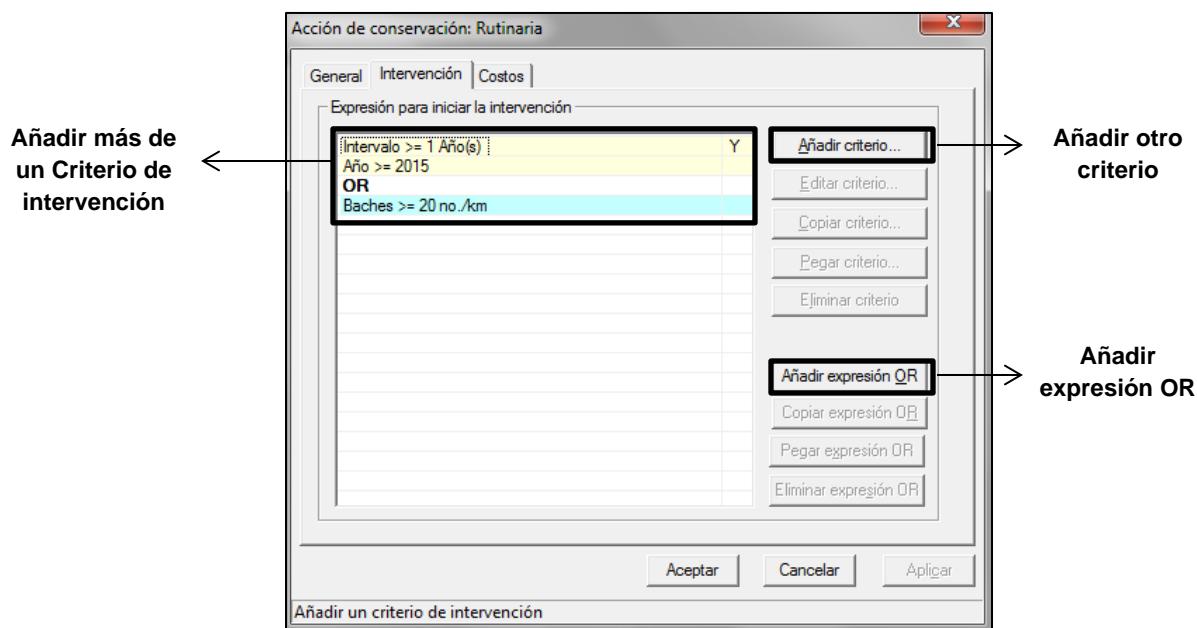 Acción de conservación: Rutinaria
General Intervención Costos
Expresión para iniciar la intervención
Añadir más de
un Criterio de
intervención
Intervalo >= 1 Año(s) Y
Año >= 2015
OR
Baches >= 20 no./km
Añadir criterio...
Editar criterio...
Copiar criterio...
Pegar criterio...
Eliminar criterio
Añadir expresión OR
Copiar expresión OR
Pegar expresión OR
Eliminar expresión OR
Añadir otro
criterio
Añadir
expresión OR
Aceptar Cancelar Aplicar
Añadir un criterio de intervención